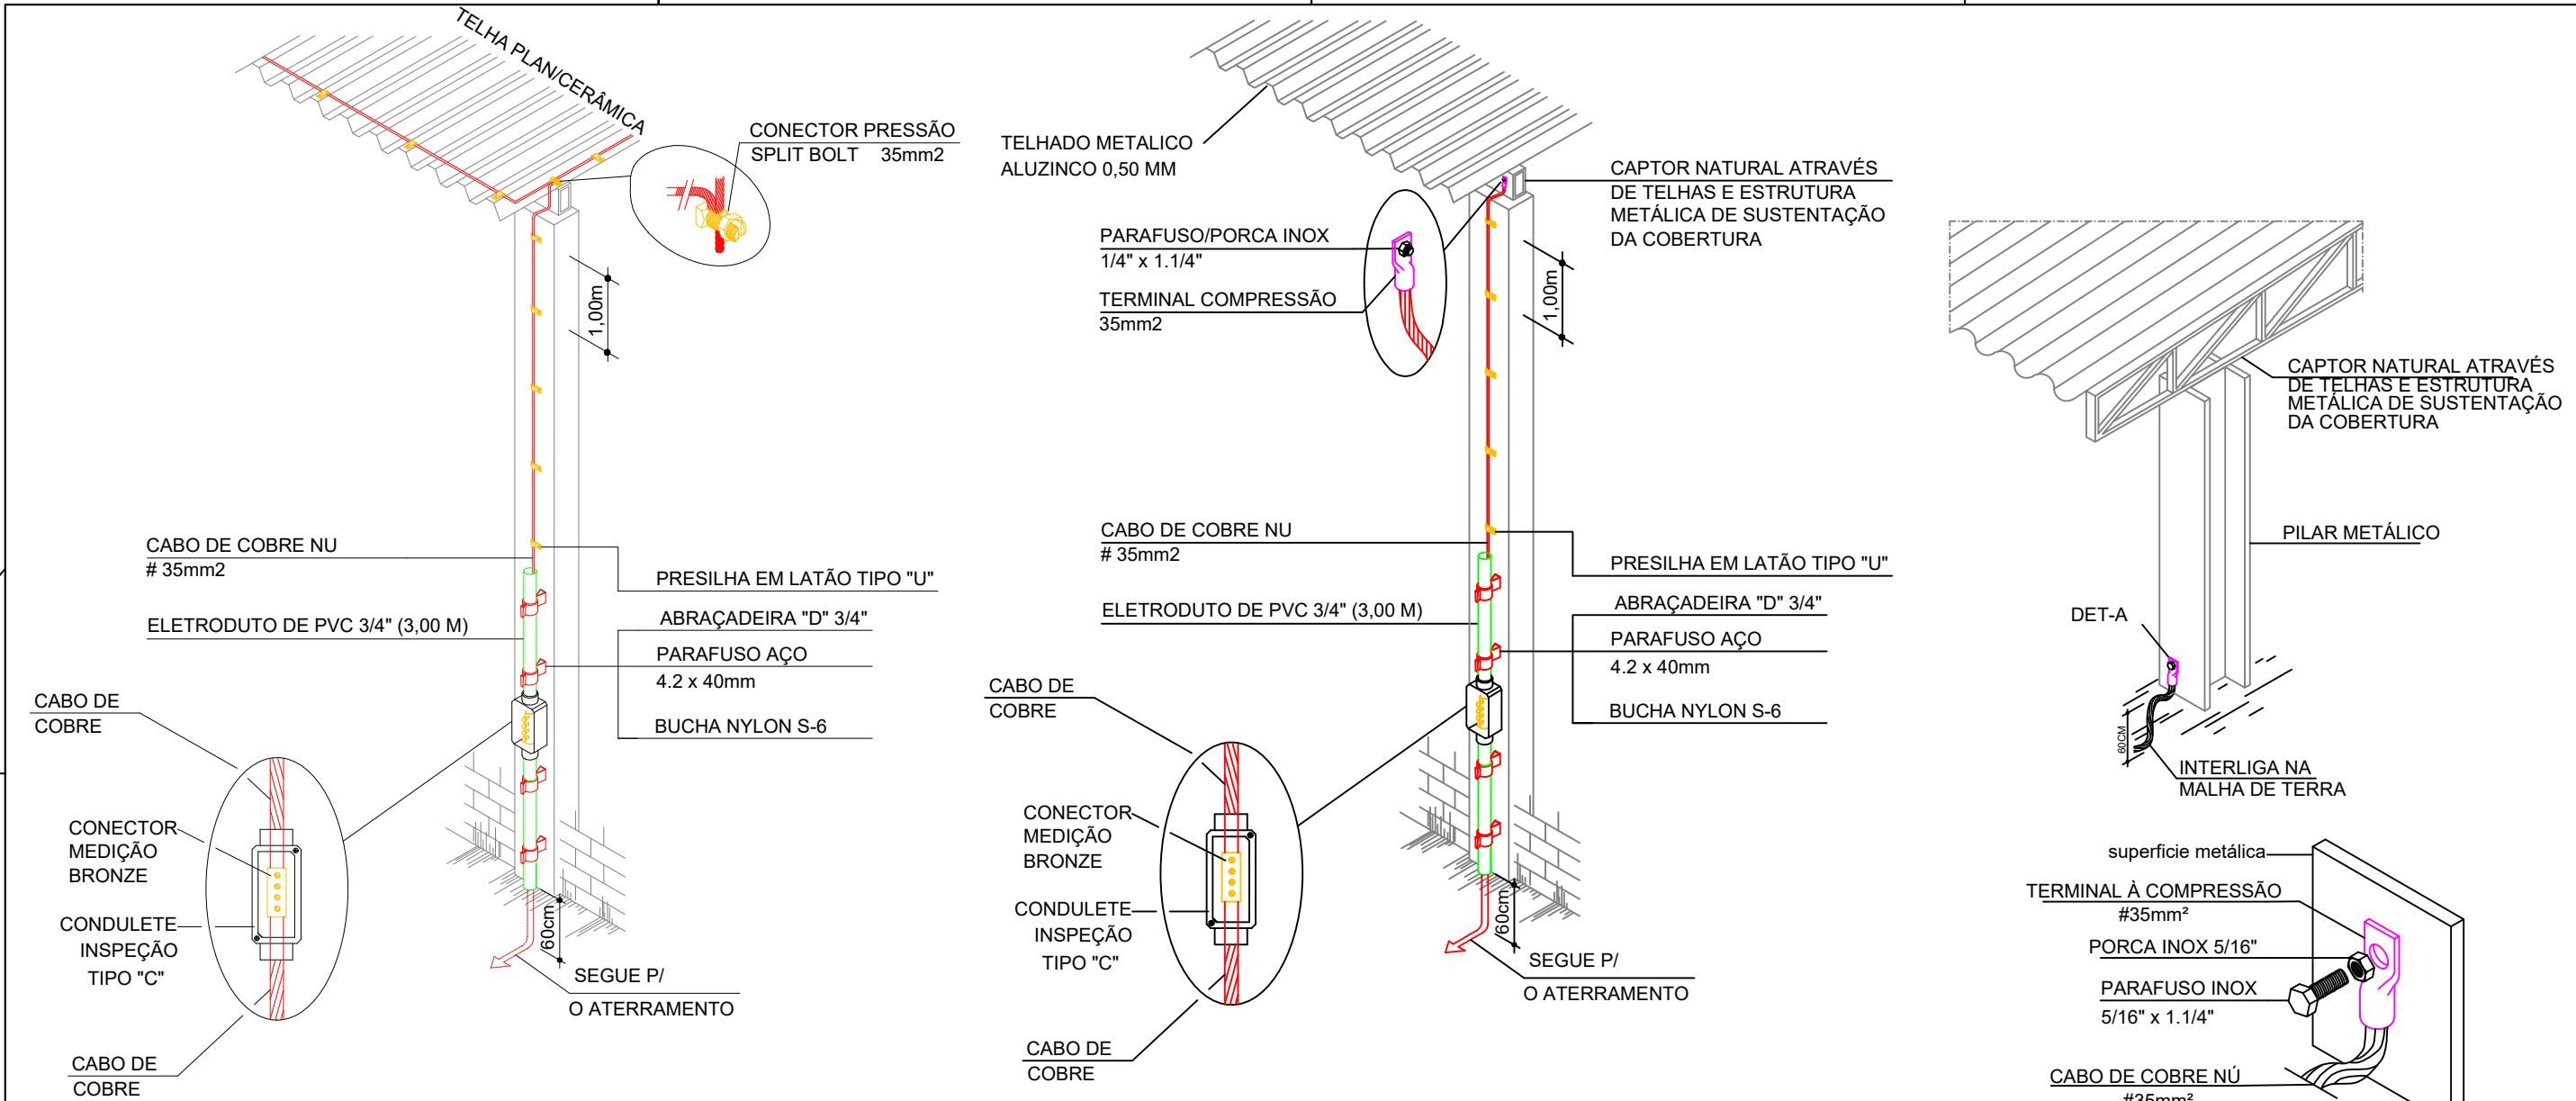 TELHA PLAN/CERÂMICA
CONECTOR PRESSÃO
SPLIT BOLT 35mm2
1,00m
CABO DE COBRE NU
# 35mm2
ELETRODUTO DE PVC 3/4" (3,00 M)
PRESILHA EM LATÃO TIPO "U"
ABRAÇADEIRA "D" 3/4"
PARAFUSO AÇO
4.2 x 40mm
BUCHA NYLON S-6
CABO DE
COBRE
CONECTOR
MEDIÇÃO
BRONZE
CONDULETE
INSPEÇÃO
TIPO "C"
CABO DE
COBRE
60cm
SEGUE P/
O ATERRAMENTO
TELHADO METALICO
ALUZINCO 0,50 MM
CAPTOR NATURAL ATRAVÉS
DE TELHAS E ESTRUTURA
METÁLICA DE SUSTENTAÇÃO
DA COBERTURA
PARAFUSO/PORCA INOX
1/4" x 1.1/4"
TERMINAL COMPRESSÃO
35mm2
1,00m
CABO DE COBRE NU
# 35mm2
ELETRODUTO DE PVC 3/4" (3,00 M)
PRESILHA EM LATÃO TIPO "U"
ABRAÇADEIRA "D" 3/4"
PARAFUSO AÇO
4.2 x 40mm
BUCHA NYLON S-6
CABO DE
COBRE
CONECTOR
MEDIÇÃO
BRONZE
CONDULETE
INSPEÇÃO
TIPO "C"
CABO DE
COBRE
60cm
SEGUE P/
O ATERRAMENTO
CAPTOR NATURAL ATRAVÉS
DE TELHAS E ESTRUTURA
METÁLICA DE SUSTENTAÇÃO
DA COBERTURA
PILAR METÁLICO
DET-A
60CM
INTERLIGA NA
MALHA DE TERRA
superficie metálica
TERMINAL À COMPRESSÃO
#35mm²
PORCA INOX 5/16"
PARAFUSO INOX
5/16" x 1.1/4"
CABO DE COBRE NÚ
#35mm²